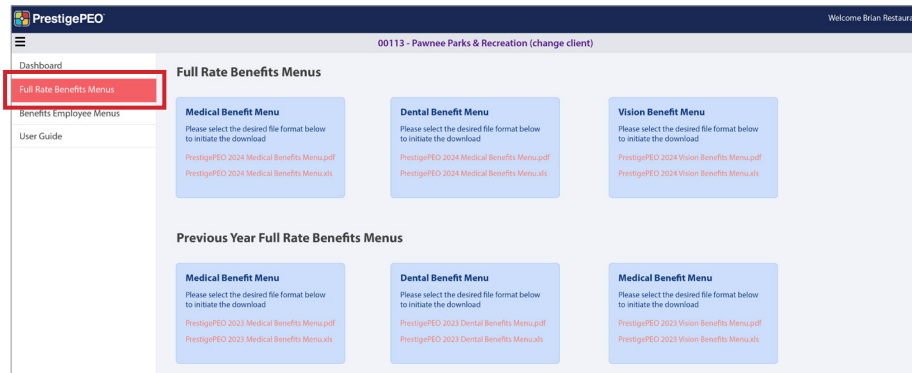 PrestigePEO
Welcome Brian Restaura
00113 - Pawnee Parks & Recreation (change client)
Dashboard
Full Rate Benefits Menus
Benefits Employee Menus
User Guide
Full Rate Benefits Menus
Medical Benefit Menu
Please select the desired file format below
to initiate the download
PrestigePEO 2024 Medical Benefits Menu.pdf
PrestigePEO 2024 Medical Benefits Menu.xls
Dental Benefit Menu
Please select the desired file format below
to initiate the download
PrestigePEO 2024 Medical Benefits Menu.pdf
PrestigePEO 2024 Medical Benefits Menu.xls
Vision Benefit Menu
Please select the desired file format below
to initiate the download
PrestigePEO 2024 Vision Benefits Menu.pdf
PrestigePEO 2024 Vision Benefits Menu.xls
Previous Year Full Rate Benefits Menus
Medical Benefit Menu
Please select the desired file format below
to initiate the download
PrestigePEO 2023 Medical Benefits Menu.pdf
PrestigePEO 2023 Medical Benefits Menu.xls
Dental Benefit Menu
Please select the desired file format below
to initiate the download
PrestigePEO 2023 Dental Benefits Menu.pdf
PrestigePEO 2023 Dental Benefits Menu.xls
Medical Benefit Menu
Please select the desired file format below
to initiate the download
PrestigePEO 2023 Vision Benefits Menu.pdf
PrestigePEO 2023 Vision Benefits Menu.xls